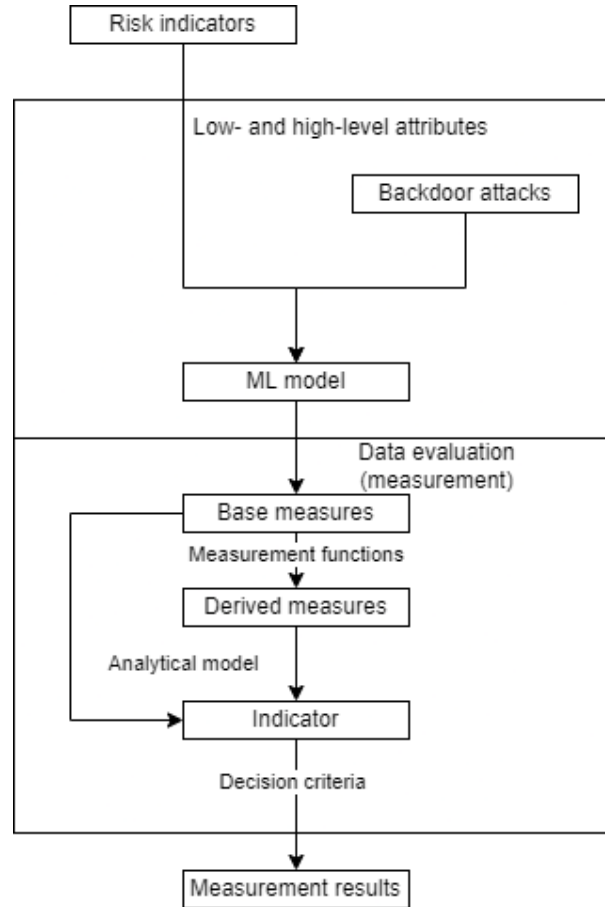 Risk indicators
Low- and high-level attributes
Backdoor attacks
ML model
Data evaluation
(measurement)
Base measures
Measurement functions
Derived measures
Analytical model
Indicator
Decision criteria
Measurement results